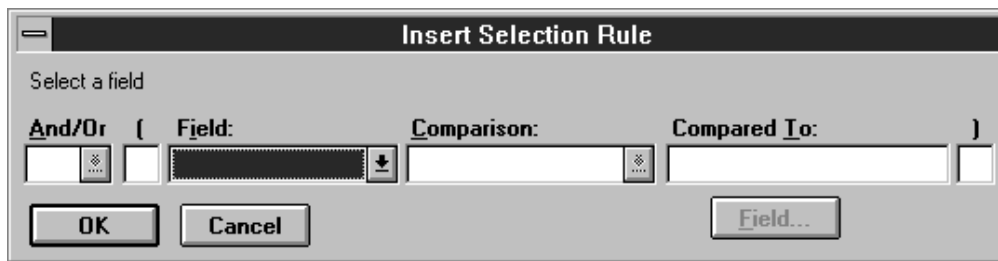 Insert Selection Rule
Select a field
And/Or ( Field: Comparison: Compared To: )
OK Cancel Field...